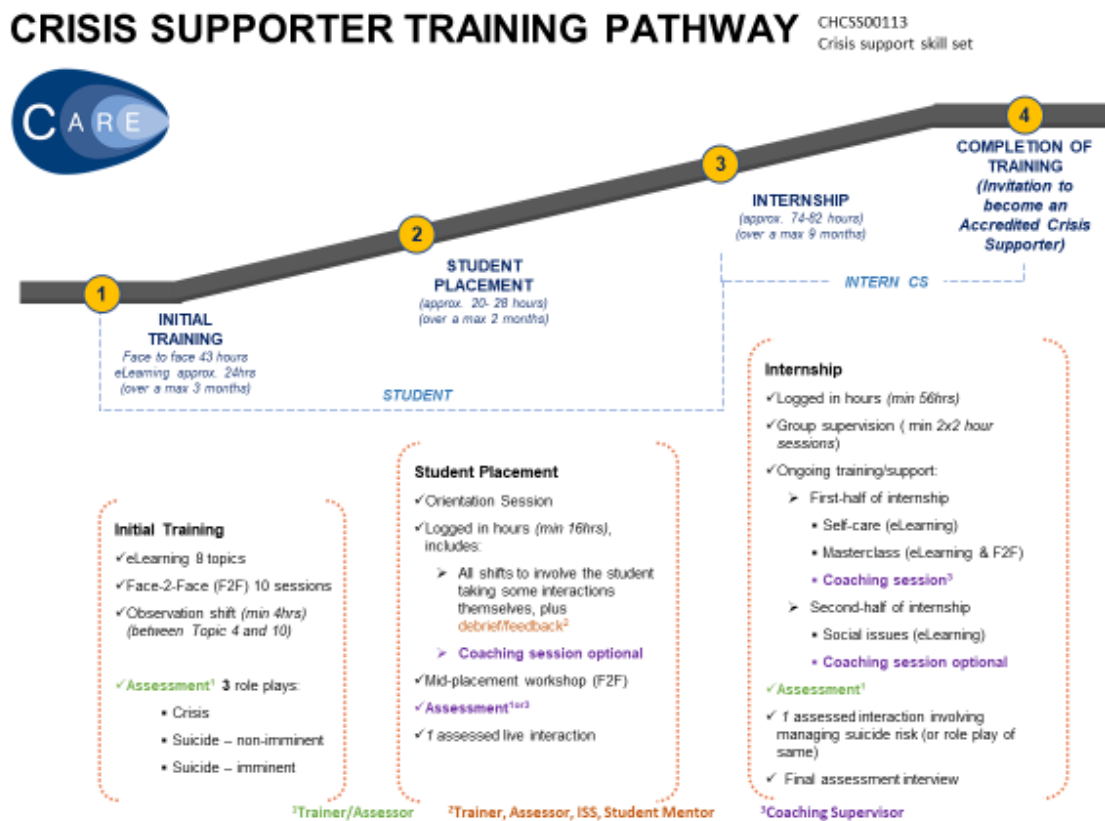 CRISIS SUPPORTER TRAINING PATHWAY
CHCSS00113
Crisis support skill set
CARE
1
INITIAL
TRAINING
Face to face 43 hours
eLearning approx. 24hrs
(over a max 3 months)
2
STUDENT
PLACEMENT
(approx. 20- 28 hours)
(over a max 2 months)
3
INTERNSHIP
(approx. 74-82 hours)
(over a max 9 months)
4
COMPLETION OF
TRAINING
(Invitation to
become an
Accredited Crisis
Supporter)
INTERN CS
STUDENT
Initial Training
✓eLearning 8 topics
✓Face-2-Face (F2F) 10 sessions
✓Observation shift (min 4hrs)
(between Topic 4 and 10)
✓Assessment¹ 3 role plays:
▪ Crisis
▪ Suicide – non-imminent
▪ Suicide – imminent
Student Placement
✓Orientation Session
✓Logged in hours (min 16hrs),
includes:
➢ All shifts to involve the student
taking some interactions
themselves, plus
debrief/feedback²
➢ Coaching session optional
✓Mid-placement workshop (F2F)
✓Assessment¹ᵒʳ³
✓1 assessed live interaction
Internship
✓Logged in hours (min 56hrs)
✓Group supervision ( min 2x2 hour
sessions)
✓Ongoing training/support:
➢ First-half of internship
▪ Self-care (eLearning)
▪ Masterclass (eLearning & F2F)
▪ Coaching session³
➢ Second-half of internship
▪ Social issues (eLearning)
▪ Coaching session optional
✓Assessment¹
✓ 1 assessed interaction involving
managing suicide risk (or role play of
same)
✓ Final assessment interview
¹Trainer/Assessor
²Trainer, Assessor, ISS, Student Mentor
³Coaching Supervisor